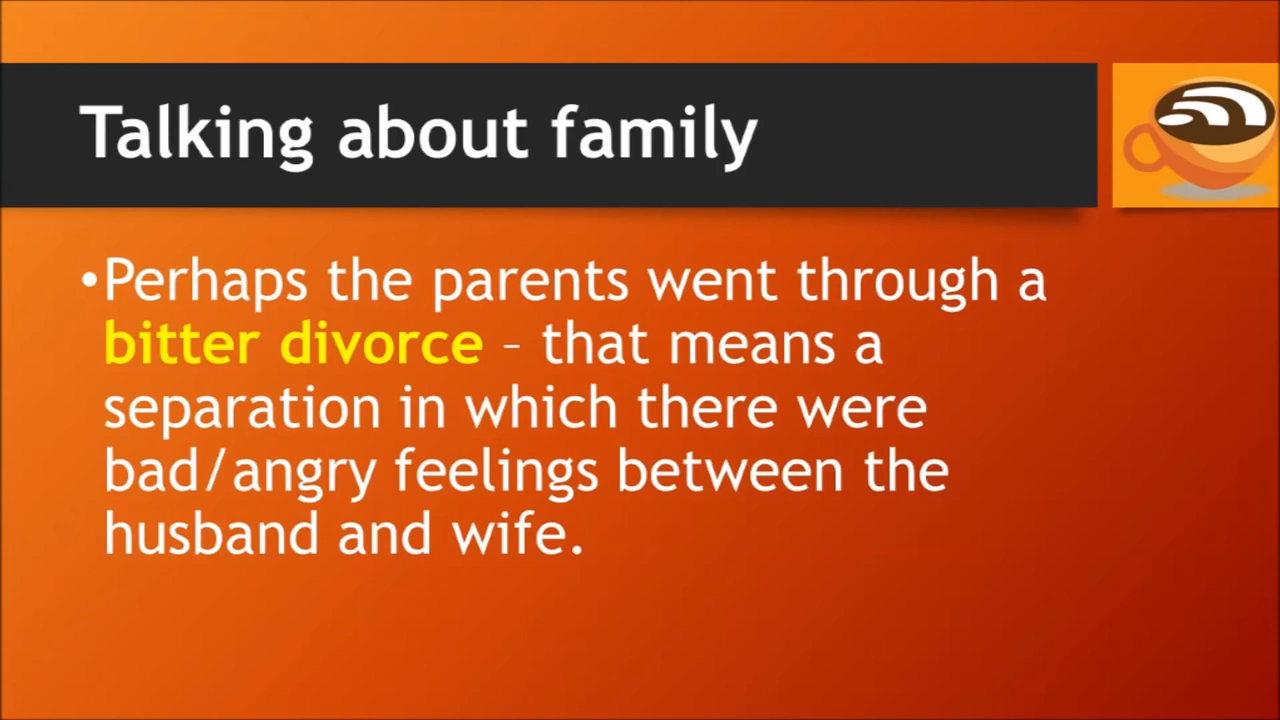 Talking about family
•Perhaps the parents went through a
bitter divorce – that means a
separation in which there were
bad/angry feelings between the
husband and wife.